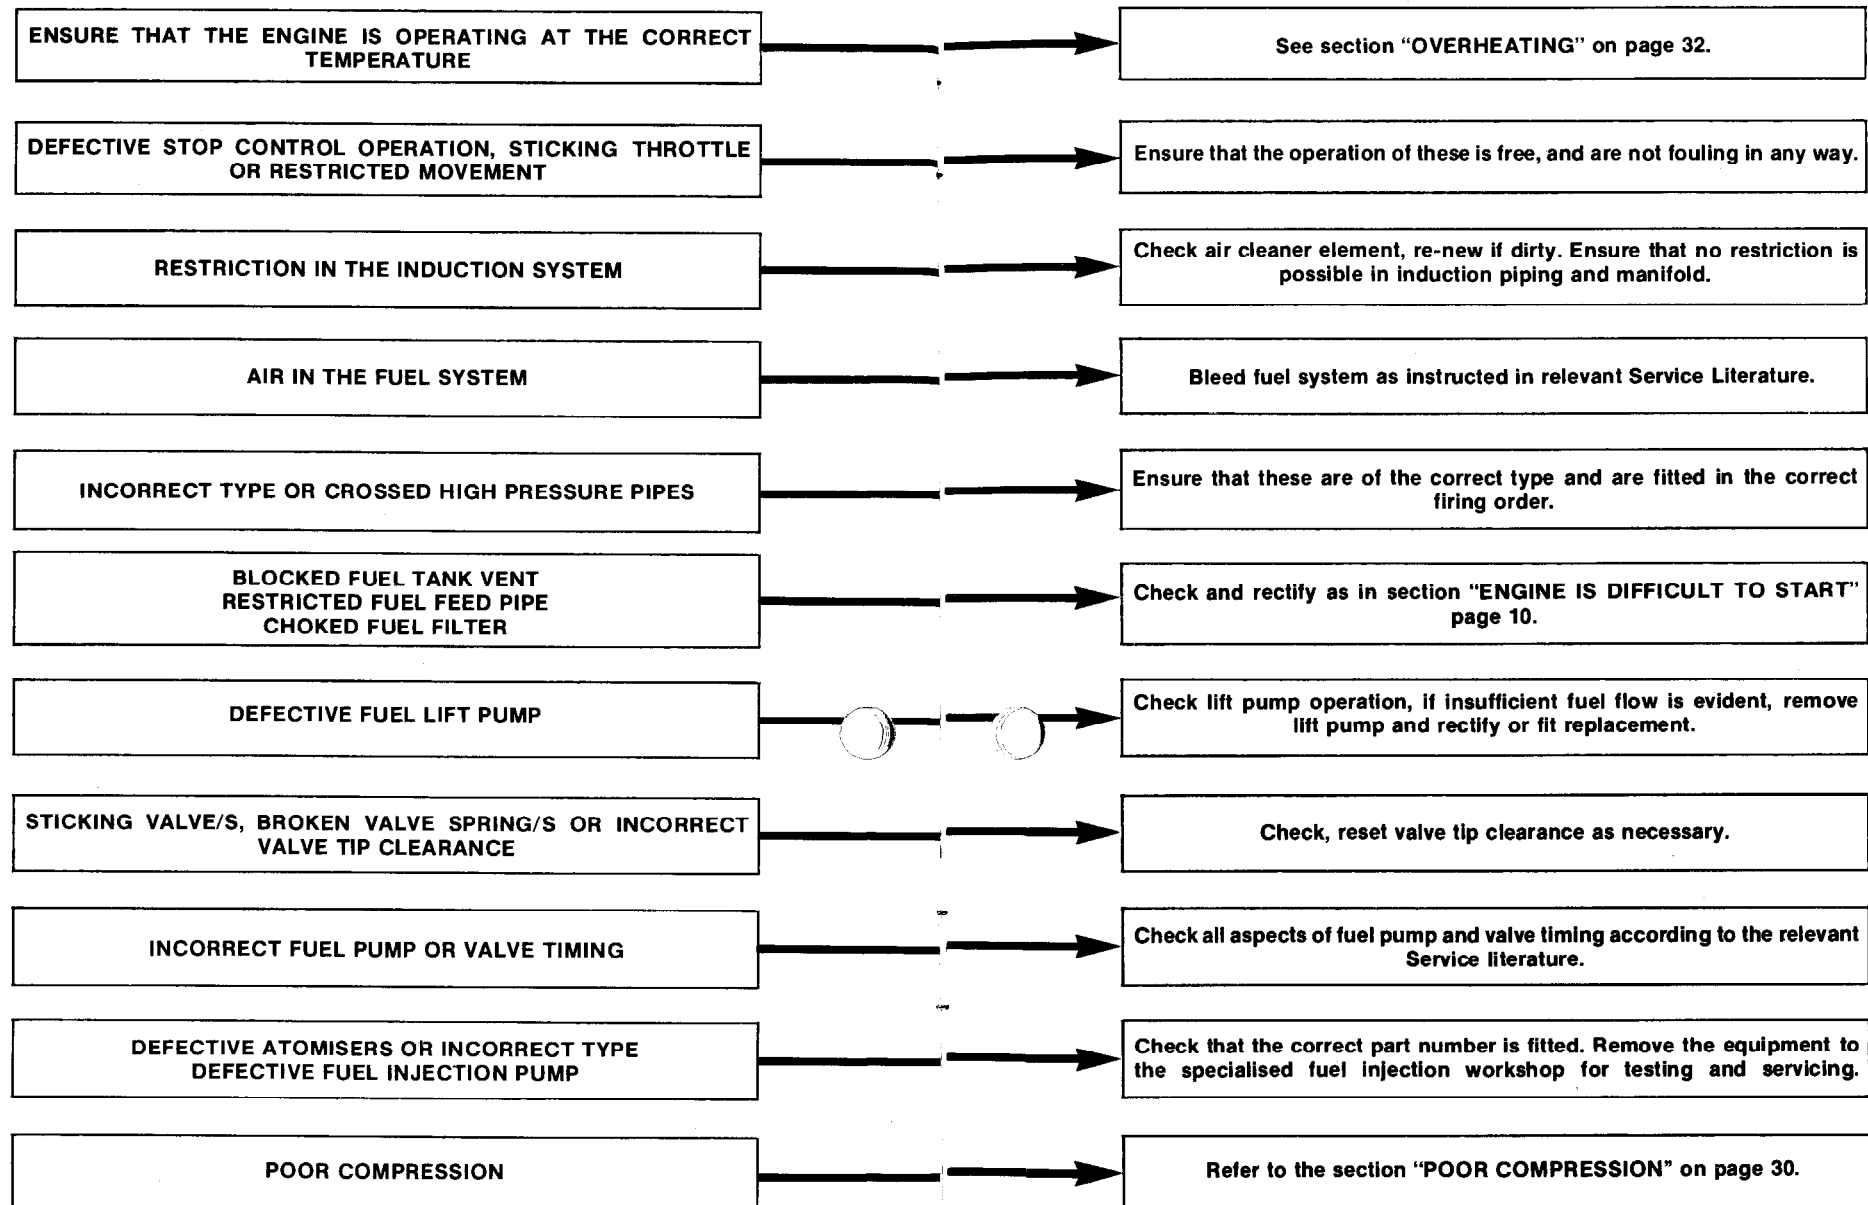 ENSURE THAT THE ENGINE IS OPERATING AT THE CORRECT
TEMPERATURE
See section “OVERHEATING” on page 32.
DEFECTIVE STOP CONTROL OPERATION, STICKING THROTTLE
OR RESTRICTED MOVEMENT
Ensure that the operation of these is free, and are not fouling in any way.
RESTRICTION IN THE INDUCTION SYSTEM
Check air cleaner element, re-new if dirty. Ensure that no restriction is
possible in induction piping and manifold.
AIR IN THE FUEL SYSTEM
Bleed fuel system as instructed in relevant Service Literature.
INCORRECT TYPE OR CROSSED HIGH PRESSURE PIPES
Ensure that these are of the correct type and are fitted in the correct
firing order.
BLOCKED FUEL TANK VENT
RESTRICTED FUEL FEED PIPE
CHOKED FUEL FILTER
Check and rectify as in section “ENGINE IS DIFFICULT TO START”
page 10.
DEFECTIVE FUEL LIFT PUMP
Check lift pump operation, if insufficient fuel flow is evident, remove
lift pump and rectify or fit replacement.
STICKING VALVE/S, BROKEN VALVE SPRING/S OR INCORRECT
VALVE TIP CLEARANCE
Check, reset valve tip clearance as necessary.
INCORRECT FUEL PUMP OR VALVE TIMING
Check all aspects of fuel pump and valve timing according to the relevant
Service literature.
DEFECTIVE ATOMISERS OR INCORRECT TYPE
DEFECTIVE FUEL INJECTION PUMP
Check that the correct part number is fitted. Remove the equipment to
the specialised fuel injection workshop for testing and servicing.
POOR COMPRESSION
Refer to the section “POOR COMPRESSION” on page 30.